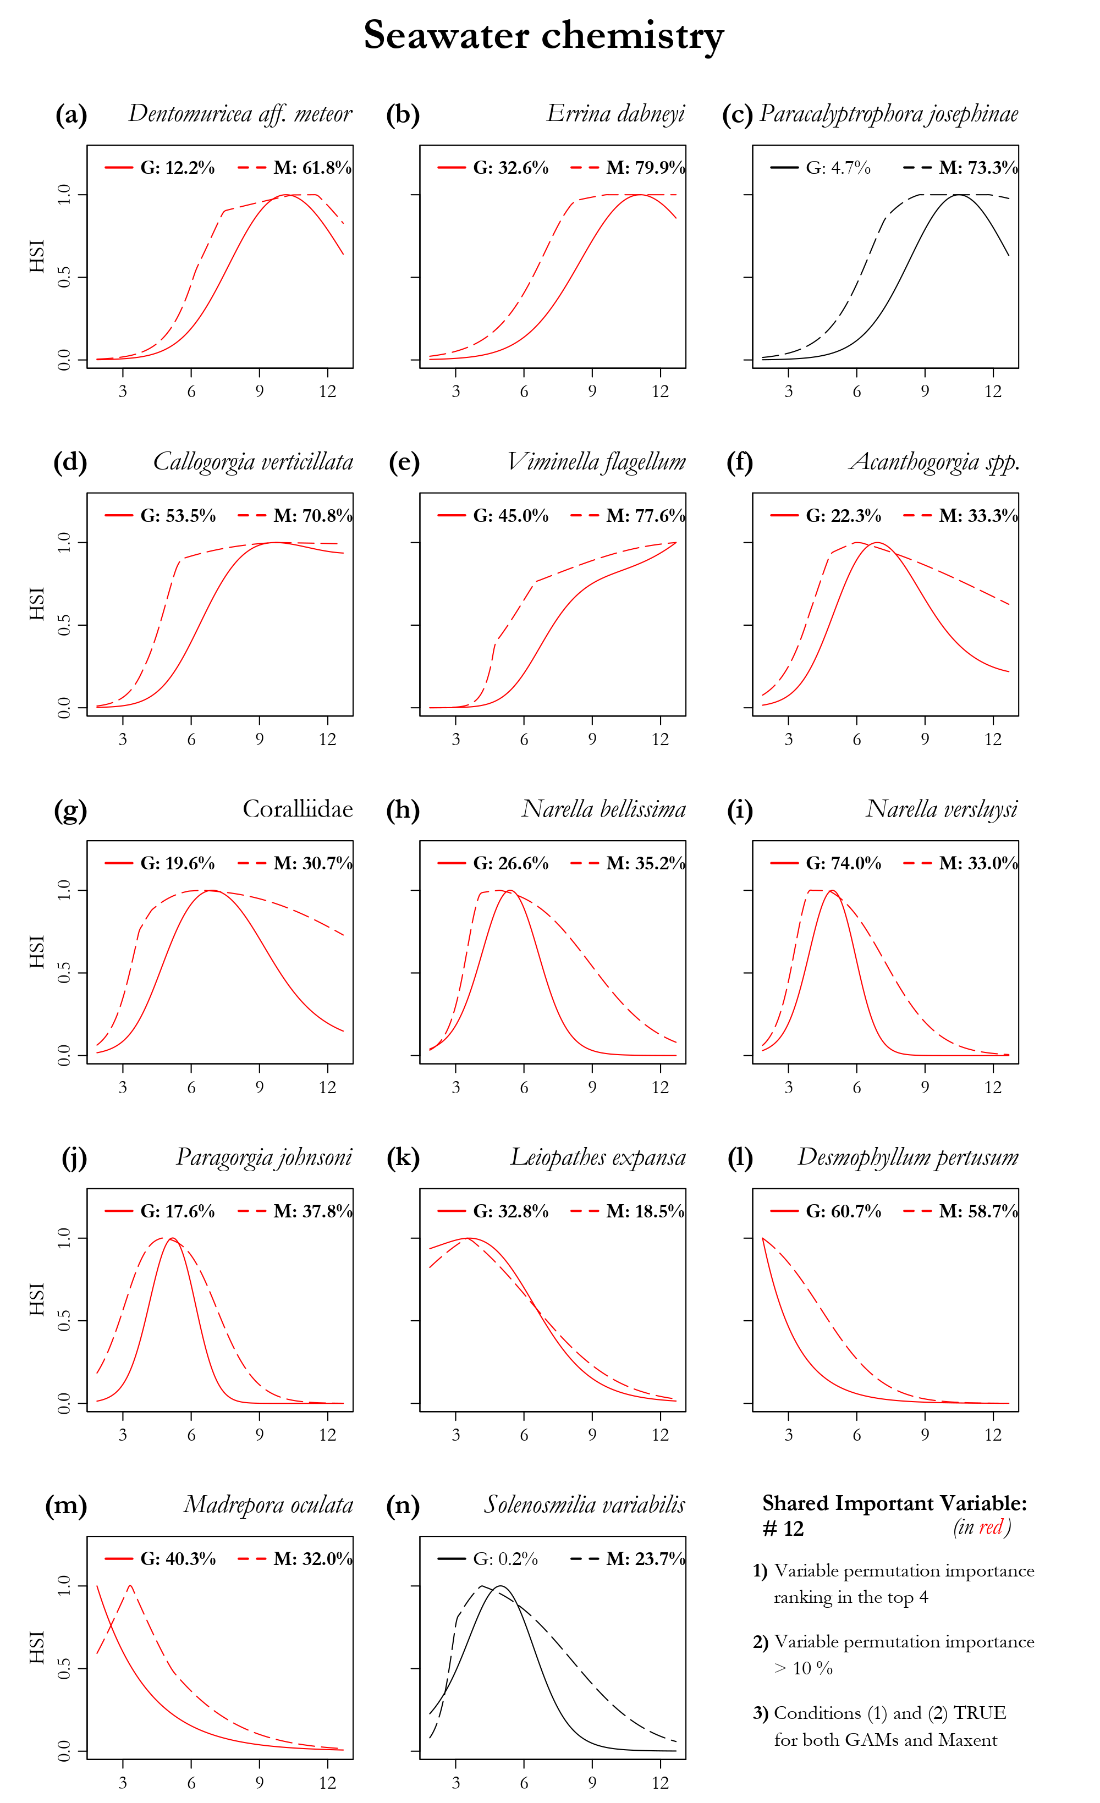 Seawater chemistry
(a) Dentomuricea aff. meteor
(b) Errina dabneyi
(c) Paracalyptrophora josephinae
G: 12.2% M: 61.8%
G: 32.6% M: 79.9%
G: 4.7% M: 73.3%
HSI
0.0 0.5 1.0
3 6 9 12
3 6 9 12
3 6 9 12
(d) Callogorgia verticillata
(e) Viminella flagellum
(f) Acanthogorgia spp.
G: 53.5% M: 70.8%
G: 45.0% M: 77.6%
G: 22.3% M: 33.3%
HSI
0.0 0.5 1.0
3 6 9 12
3 6 9 12
3 6 9 12
(g) Coralliidae
(h) Narella bellissima
(i) Narella versluysi
G: 19.6% M: 30.7%
G: 26.6% M: 35.2%
G: 74.0% M: 33.0%
HSI
0.0 0.5 1.0
3 6 9 12
3 6 9 12
3 6 9 12
(j) Paragorgia johnsoni
(k) Leiopathes expansa
(l) Desmophyllum pertusum
G: 17.6% M: 37.8%
G: 32.8% M: 18.5%
G: 60.7% M: 58.7%
HSI
0.0 0.5 1.0
3 6 9 12
3 6 9 12
3 6 9 12
(m) Madrepora oculata
(n) Solenosmilia variabilis
G: 40.3% M: 32.0%
G: 0.2% M: 23.7%
HSI
0.0 0.5 1.0
3 6 9 12
3 6 9 12
Shared Important Variable:
# 12 (in red)
1) Variable permutation importance
ranking in the top 4
2) Variable permutation importance
> 10 %
3) Conditions (1) and (2) TRUE
for both GAMs and Maxent